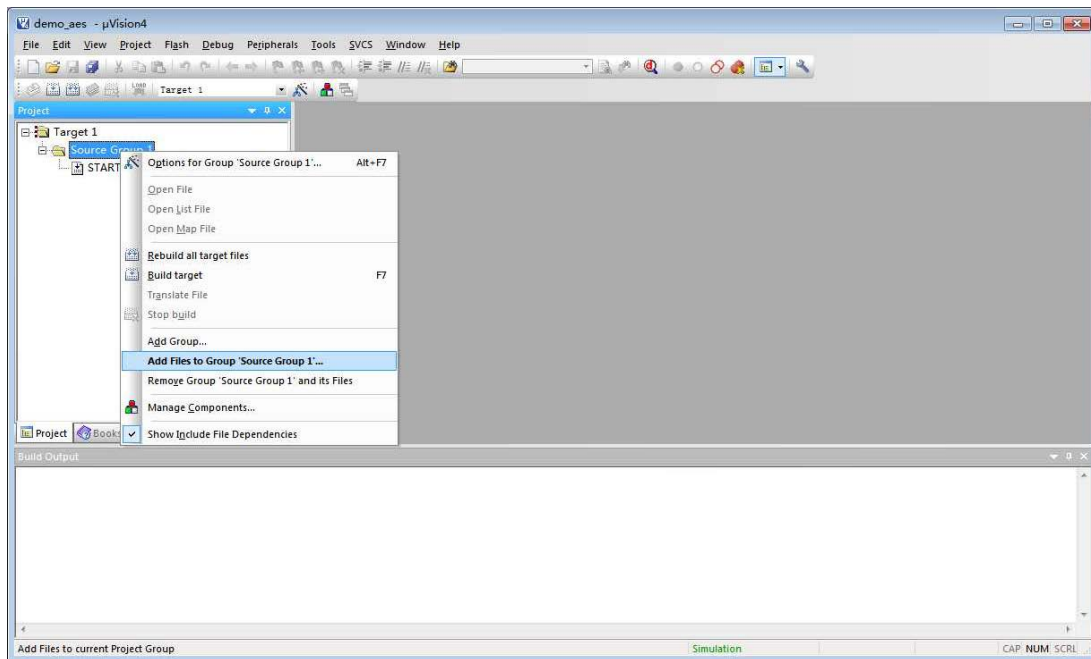 demo_aes - µVision4
File Edit View Project Flash Debug Peripherals Tools SVCS Window Help
LOAD Target 1
Project
Target 1
Source Group 1
START
Options for Group 'Source Group 1'... Alt+F7
Open File
Open List File
Open Map File
Rebuild all target files
Build target F7
Translate File
Stop build
Add Group...
Add Files to Group 'Source Group 1'...
Remove Group 'Source Group 1' and its Files
Manage Components...
Show Include File Dependencies
Project Books
Build Output
Add Files to current Project Group Simulation CAP NUM SCRL